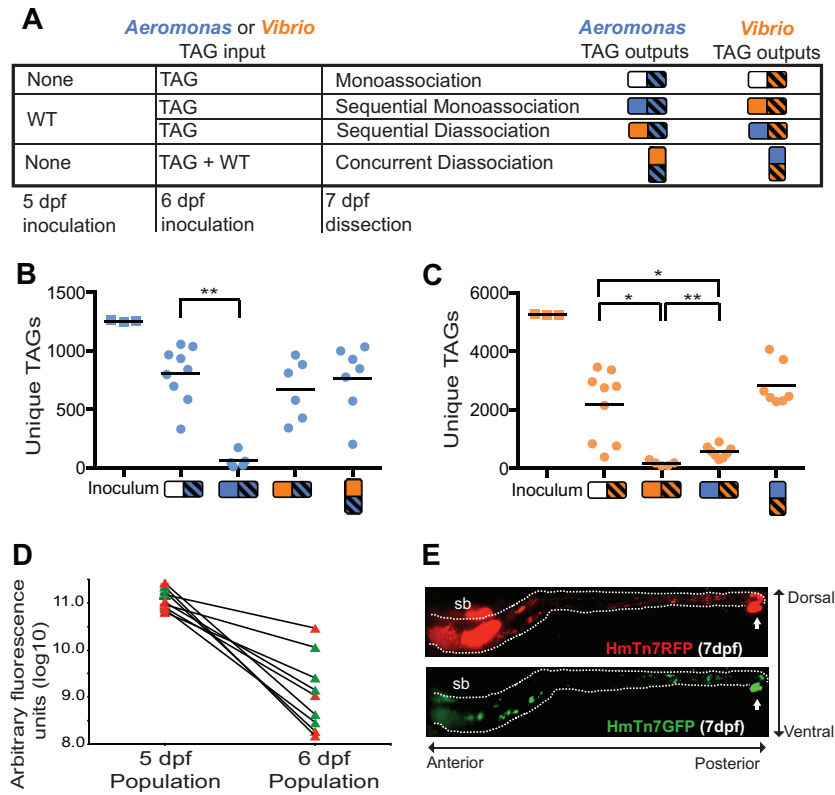 A
Aeromonas or Vibrio
TAG input
Aeromonas
TAG outputs
Vibrio
TAG outputs
None
TAG
Monoassociation
WT
TAG
Sequential Monoassociation
TAG
Sequential Diassociation
None
TAG + WT
Concurrent Diassociation
5 dpf
inoculation
6 dpf
inoculation
7 dpf
dissection
B
Unique TAGs
1500
1000
500
0
**
Inoculum
C
Unique TAGs
6000
4000
2000
0
*
*
**
Inoculum
D
Arbitrary fluorescence
units (log10)
11.0
10.0
9.0
8.0
5 dpf
Population
6 dpf
Population
E
sb
HmTn7RFP (7dpf)
sb
HmTn7GFP (7dpf)
Dorsal
Ventral
Anterior
Posterior